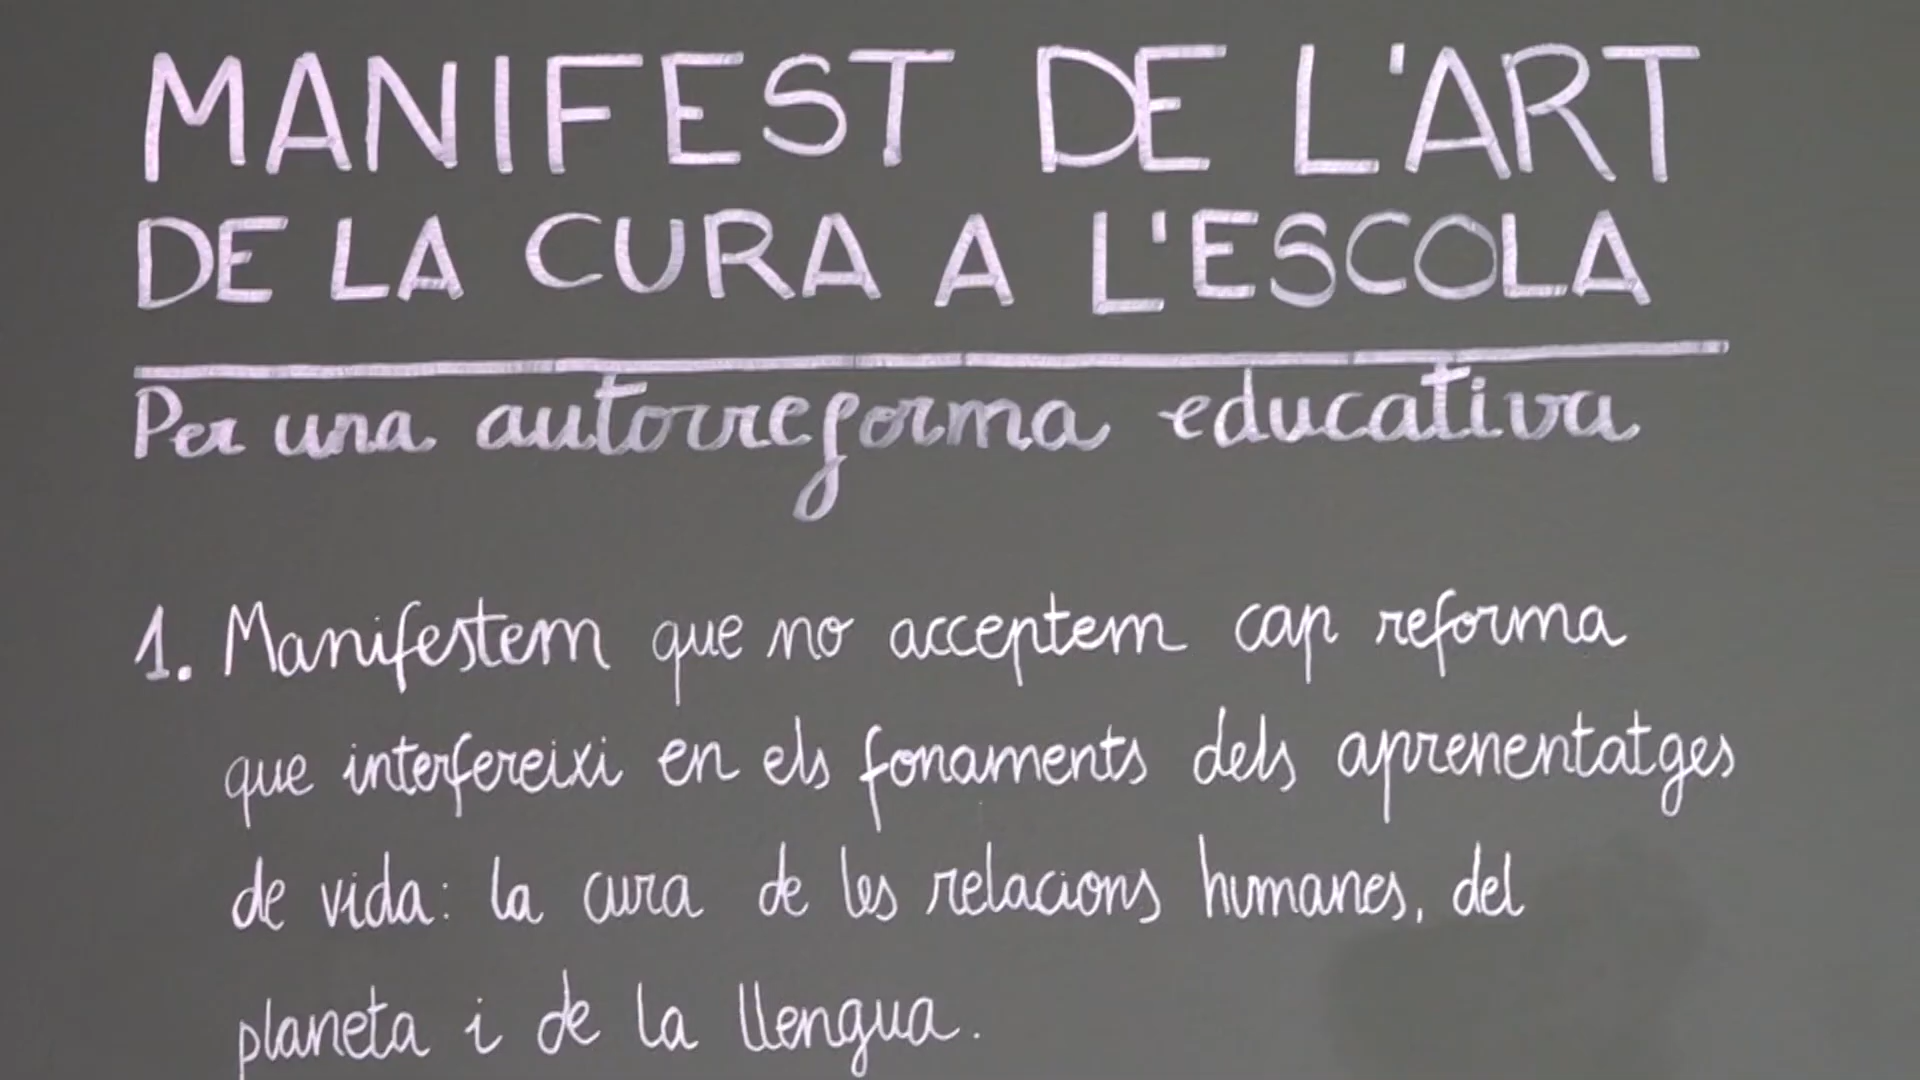 MANIFEST DE L'ART
DE LA CURA A L'ESCOLA
Per una autorreforma educativa
1. Manifestem que no acceptem cap reforma
que interfereixi en els fonaments dels aprenentatges
de vida: la cura de les relacions humanes, del
planeta i de la llengua.